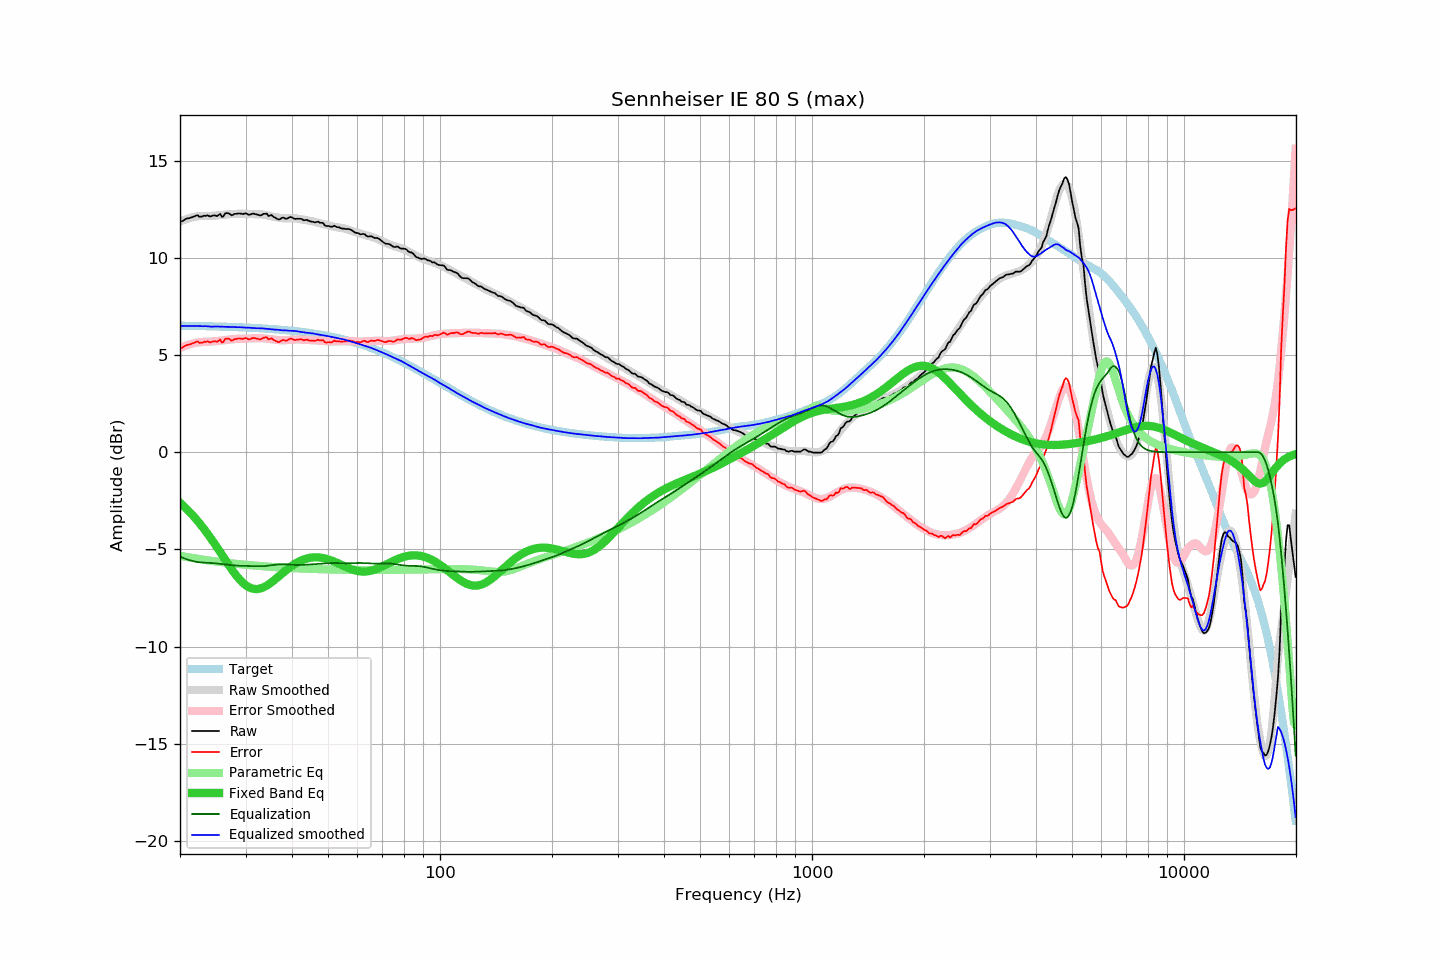 Sennheiser IE 80 S (max)
15
10
5
0
−5
−10
−15
−20
Amplitude (dBr)
Target
Raw Smoothed
Error Smoothed
Raw
Error
Parametric Eq
Fixed Band Eq
Equalization
Equalized smoothed
100
1000
10000
Frequency (Hz)